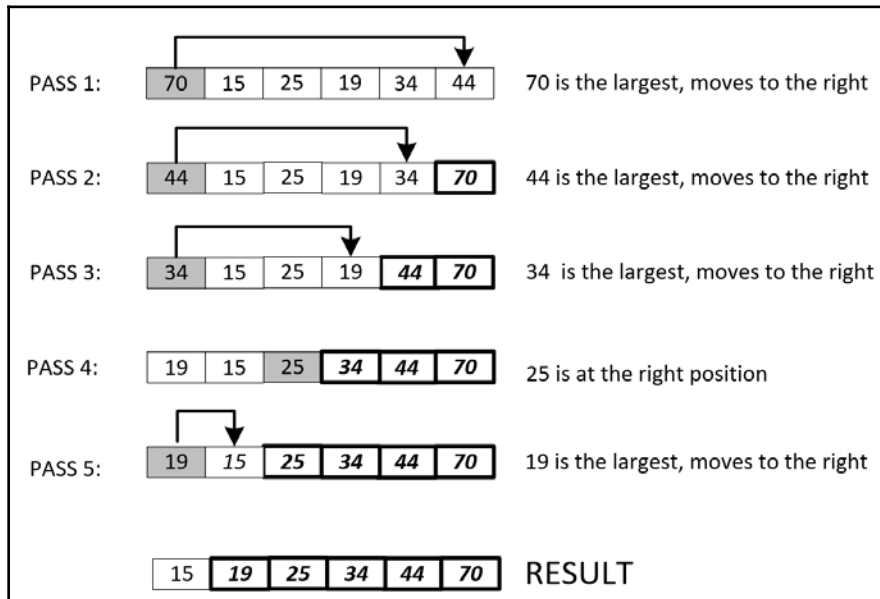 PASS 1: 70 15 25 19 34 44 70 is the largest, moves to the right
PASS 2: 44 15 25 19 34 70 44 is the largest, moves to the right
PASS 3: 34 15 25 19 44 70 34 is the largest, moves to the right
PASS 4: 19 15 25 34 44 70 25 is at the right position
PASS 5: 19 15 25 34 44 70 19 is the largest, moves to the right
15 19 25 34 44 70 RESULT